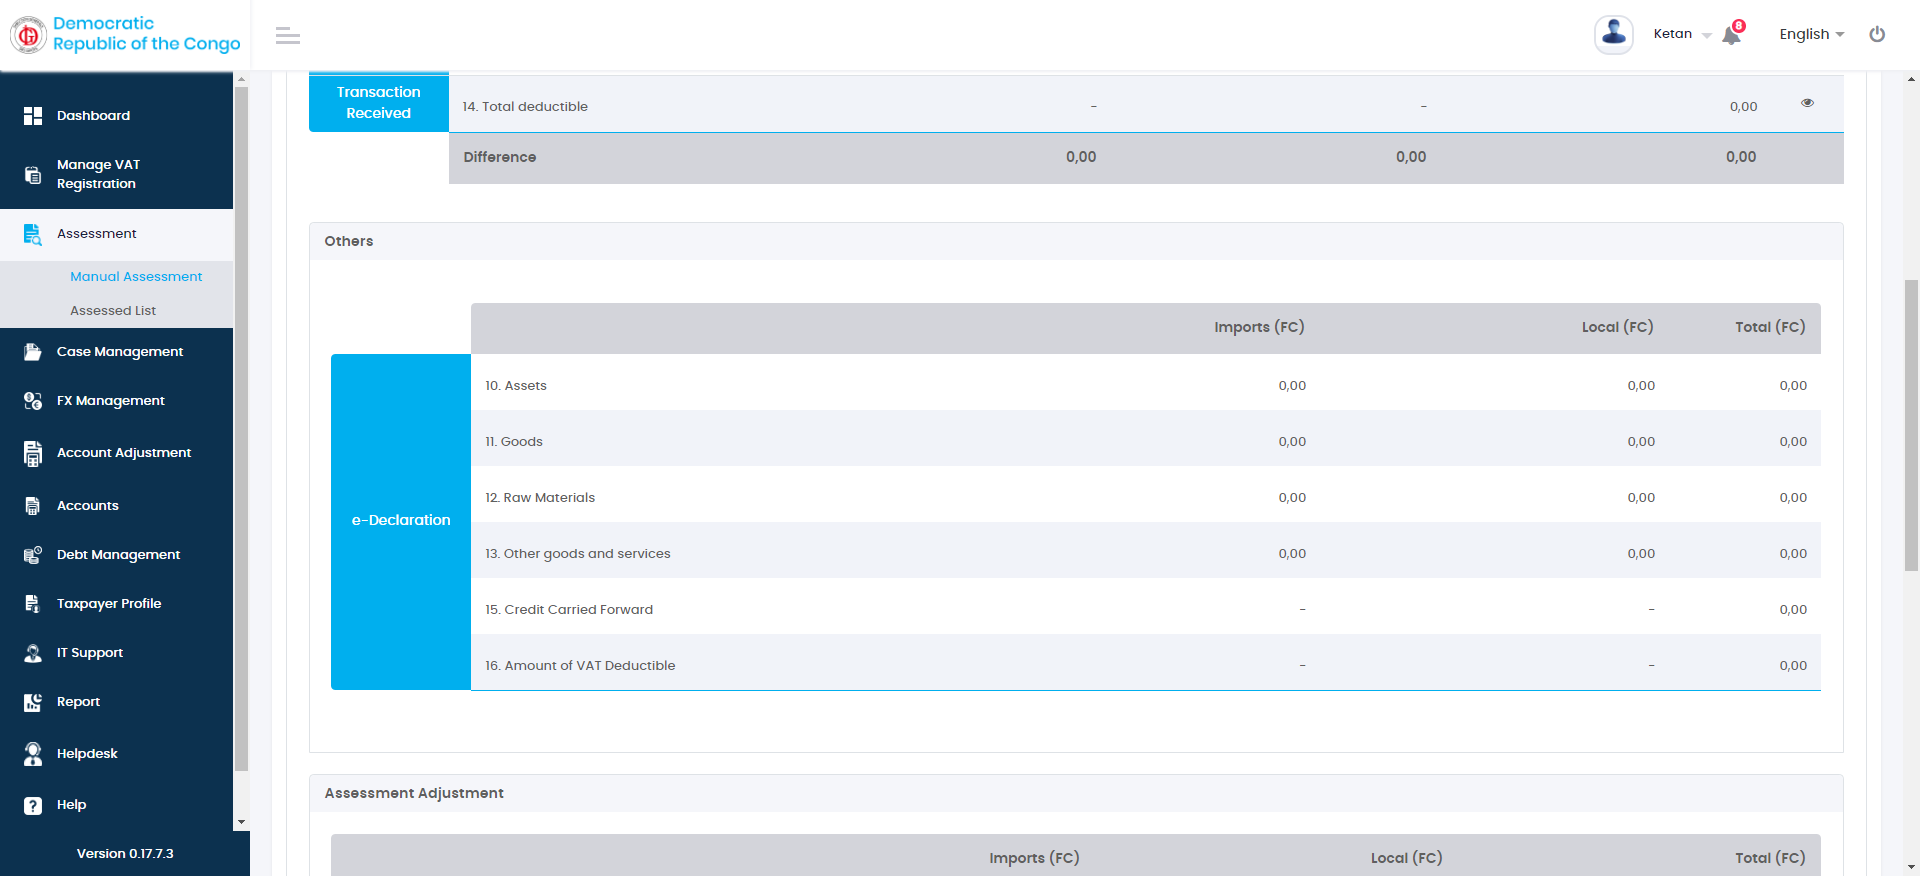 Democratic
Republic of the Congo
Ketan
8
English
Dashboard
Manage VAT
Registration
Assessment
Manual Assessment
Assessed List
Case Management
FX Management
Account Adjustment
Accounts
Debt Management
Taxpayer Profile
IT Support
Report
Helpdesk
Help
Version 0.17.7.3
Transaction
Received
14. Total deductible - - 0,00
Difference 0,00 0,00 0,00
Others
Imports (FC) Local (FC) Total (FC)
e-Declaration
10. Assets 0,00 0,00 0,00
11. Goods 0,00 0,00 0,00
12. Raw Materials 0,00 0,00 0,00
13. Other goods and services 0,00 0,00 0,00
15. Credit Carried Forward - - 0,00
16. Amount of VAT Deductible - - 0,00
Assessment Adjustment
Imports (FC) Local (FC) Total (FC)